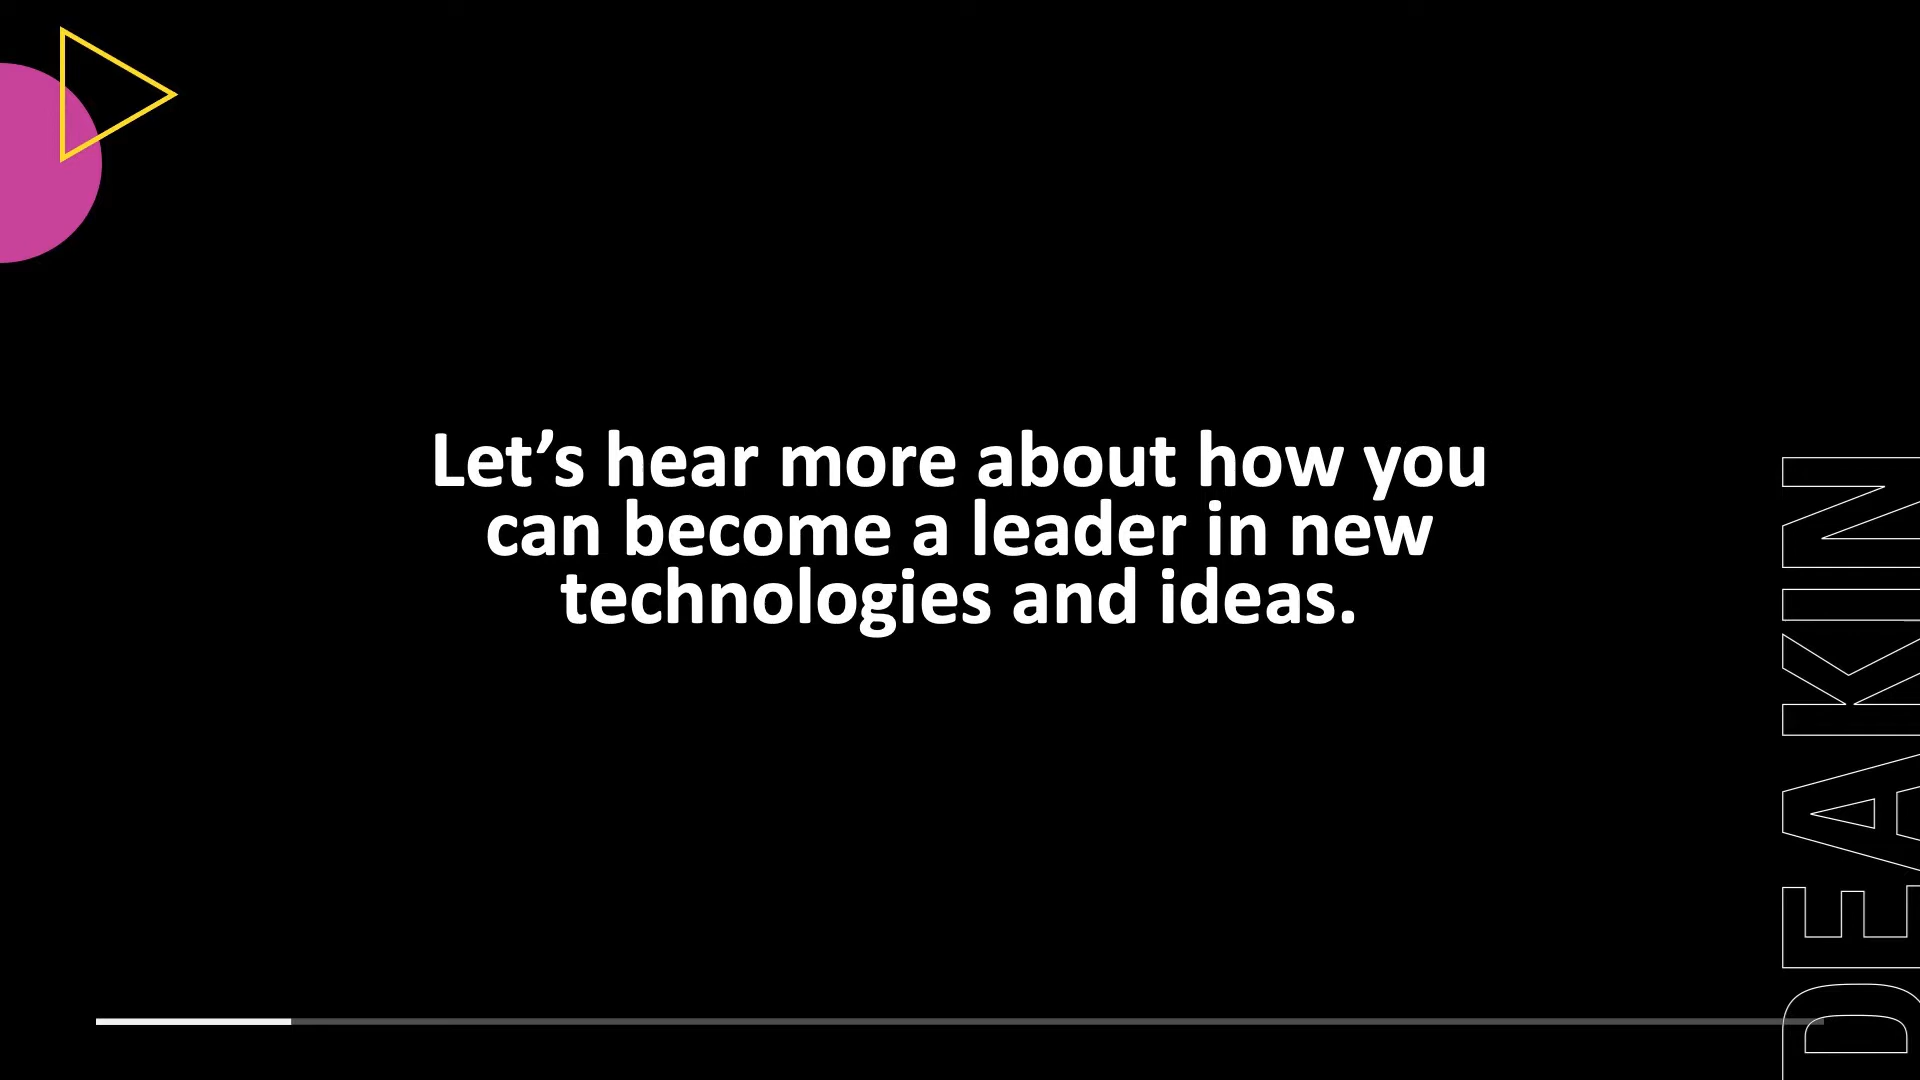 Let’s hear more about how you
can become a leader in new
technologies and ideas.
DEAKIN